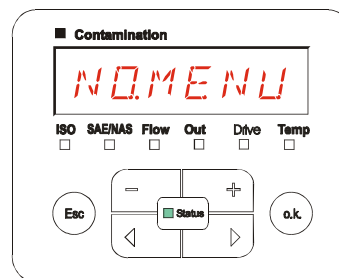 Contamination
NO.MENU
ISO SAE/NAS Flow Out Drive Temp
− +
Esc Status o.k.